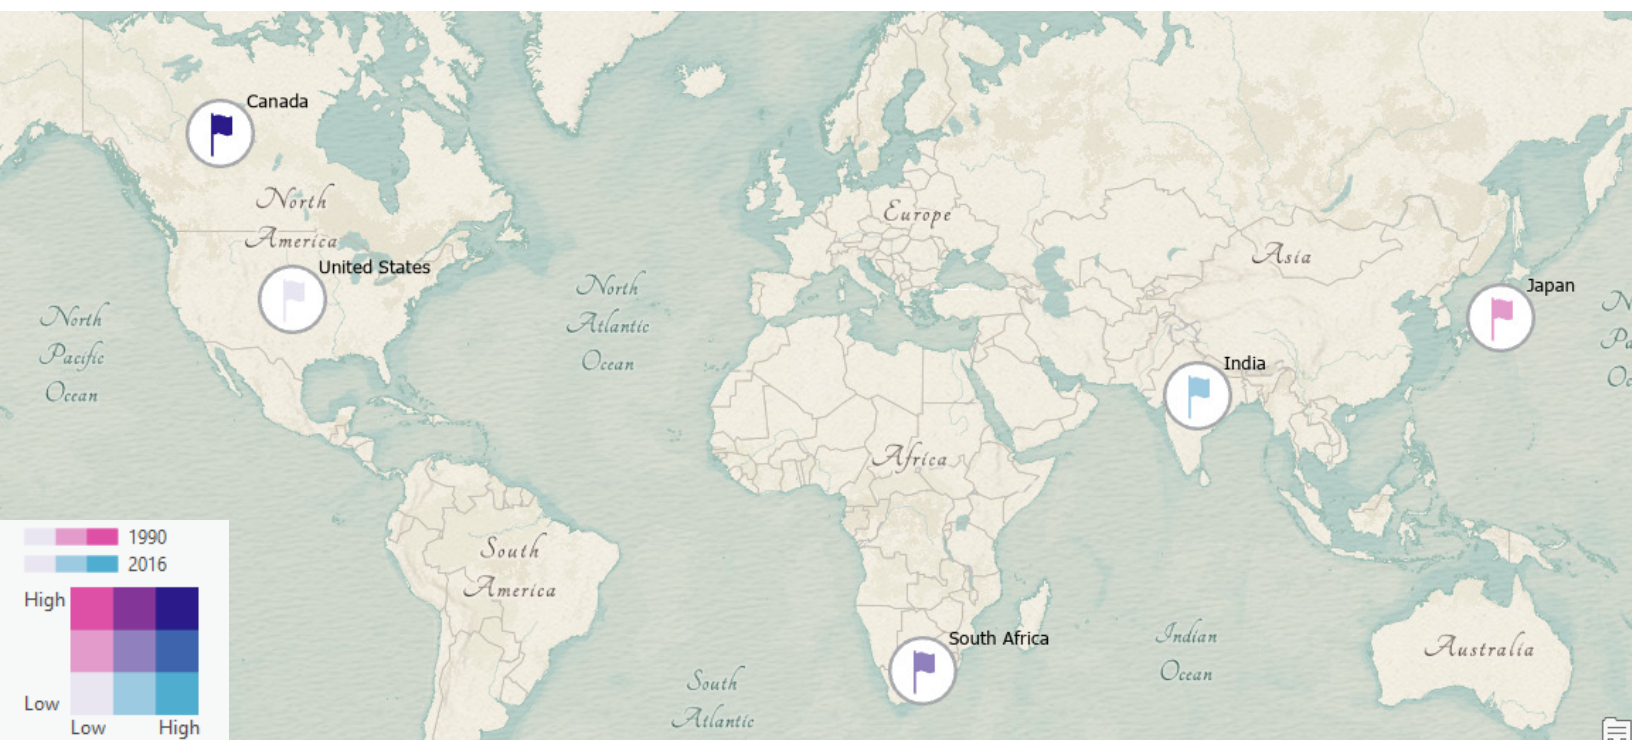 Canada
North
America
United States
Europe
Asia
Japan
North
Pacific
Ocean
North
Atlantic
Ocean
India
Africa
South
America
South Africa
Indian
Ocean
Australia
South
Atlantic
1990
2016
High
Low
Low
High